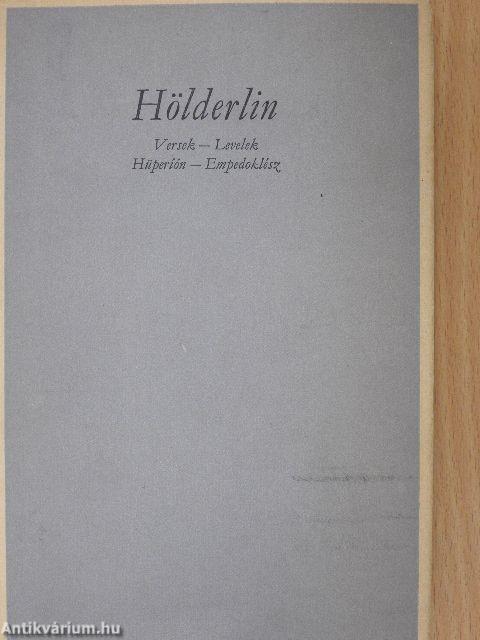 Hölderlin
Versek — Levelek
Hüperión — Empedoklész
Antikvárium.hu